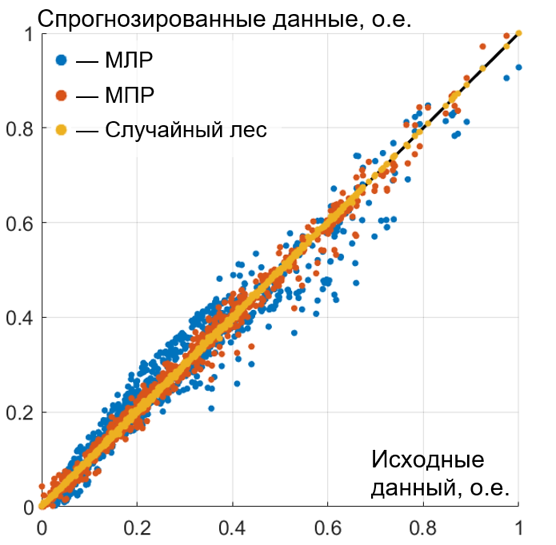 Спрогнозированные данные, о.е.
1
— МЛР
— МПР
0.8
— Случайный лес
0.6
0.4
0.2
Исходные
данный, о.е.
0
0 0.2 0.4 0.6 0.8 1